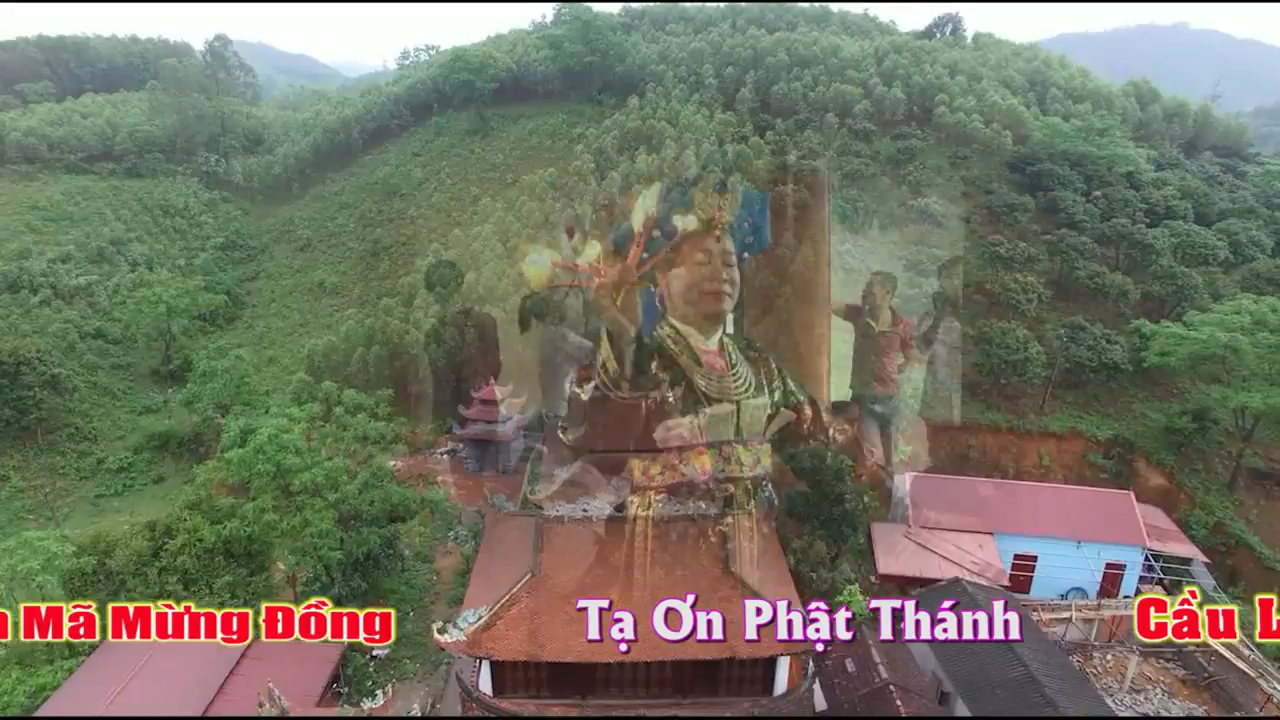 Mã Mừng Đồng
Tạ Ơn Phật Thánh
Cầu